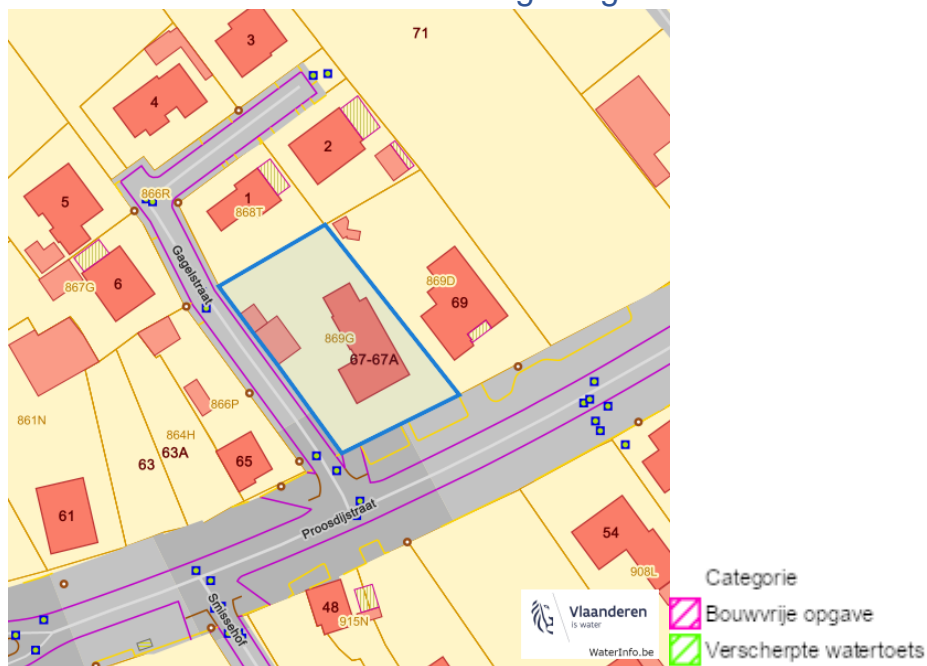 71
3
4
2
866R
5
1
868T
Gagelstraat
867G
6
869D
69
869G
67-67A
861N
866P
864H
63
63A
65
61
Proosdijstraat
54
908L
Smissehof
48
915N
Vlaanderen
is water
WaterInfo.be
Categorie
Bouwvrije opgave
Verscherpte watertoets